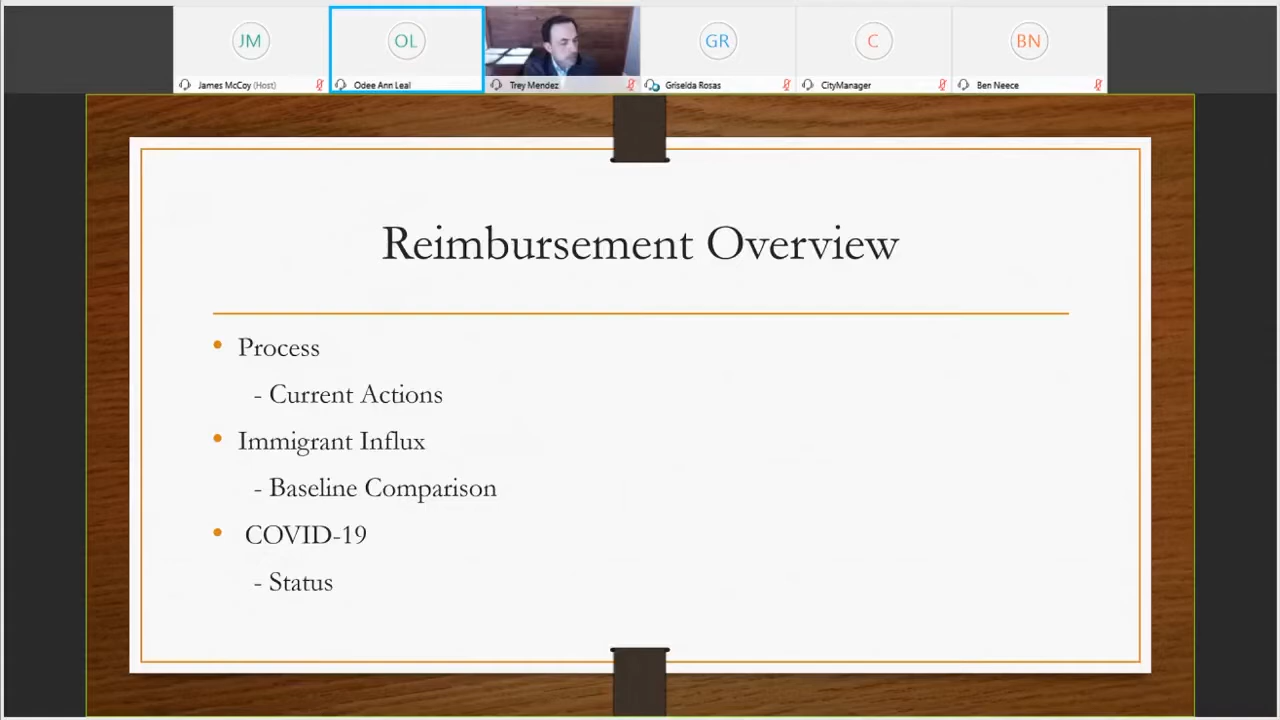 JM
OL
GR
C
BN
James McCoy (Host)
Odee Ann Leal
Trey Mendez
Griselda Rosas
CityManager
Ben Neece
Reimbursement Overview
• Process
- Current Actions
• Immigrant Influx
- Baseline Comparison
• COVID-19
- Status